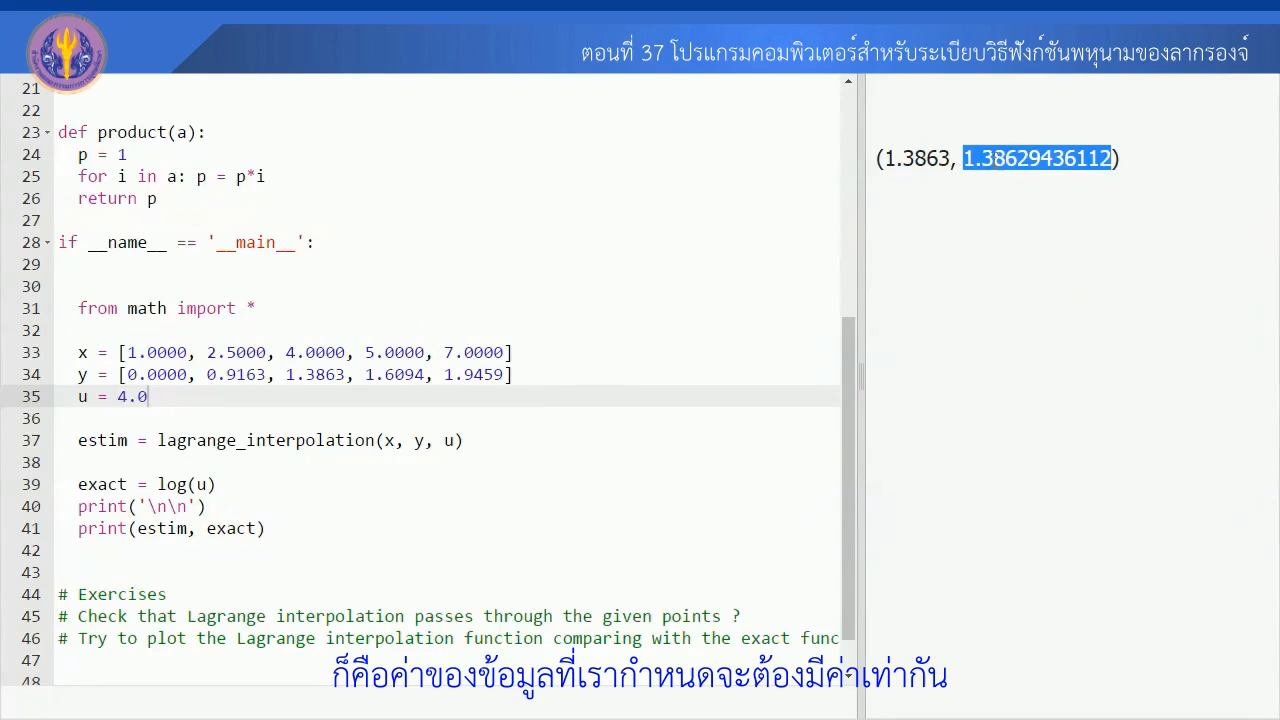 ตอนที่ 37 โปรแกรมคอมพิวเตอร์สำหรับระเบียบวิธีฟังก์ชันพหุนามของลากรองจ์
21
22
23 def product(a):
24 p = 1
25 for i in a: p = p*i
26 return p
27
28 if __name__ == '__main__':
29
30
31 from math import *
32
33 x = [1.0000, 2.5000, 4.0000, 5.0000, 7.0000]
34 y = [0.0000, 0.9163, 1.3863, 1.6094, 1.9459]
35 u = 4.0
36
37 estim = lagrange_interpolation(x, y, u)
38
39 exact = log(u)
40 print('\n\n')
41 print(estim, exact)
42
43
44 # Exercises
45 # Check that Lagrange interpolation passes through the given points ?
46 # Try to plot the Lagrange interpolation function comparing with the exact func
47
48
(1.3863, 1.38629436112)
ก็คือค่าของข้อมูลที่เรากำหนดจะต้องมีค่าเท่ากัน